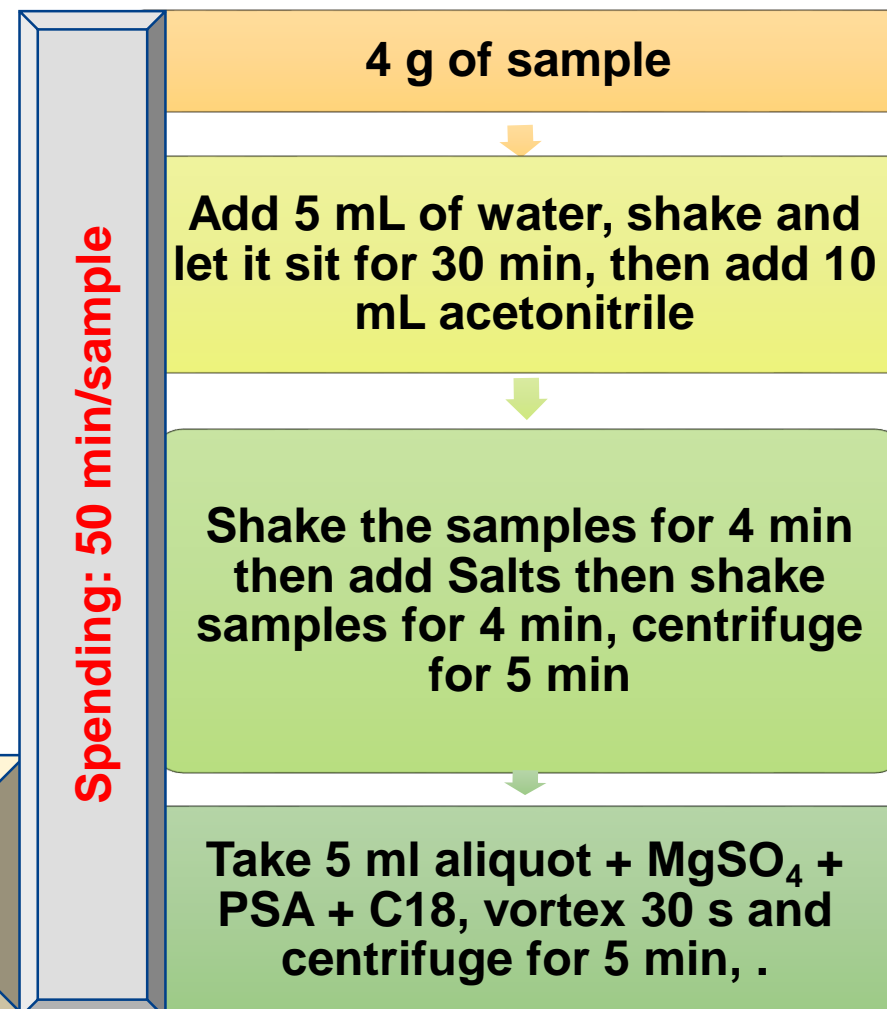 Spending: 50 min/sample
4 g of sample
Add 5 mL of water, shake and
let it sit for 30 min, then add 10
mL acetonitrile
Shake the samples for 4 min
then add Salts then shake
samples for 4 min, centrifuge
for 5 min
Take 5 ml aliquot + MgSO₄ +
PSA + C18, vortex 30 s and
centrifuge for 5 min, .